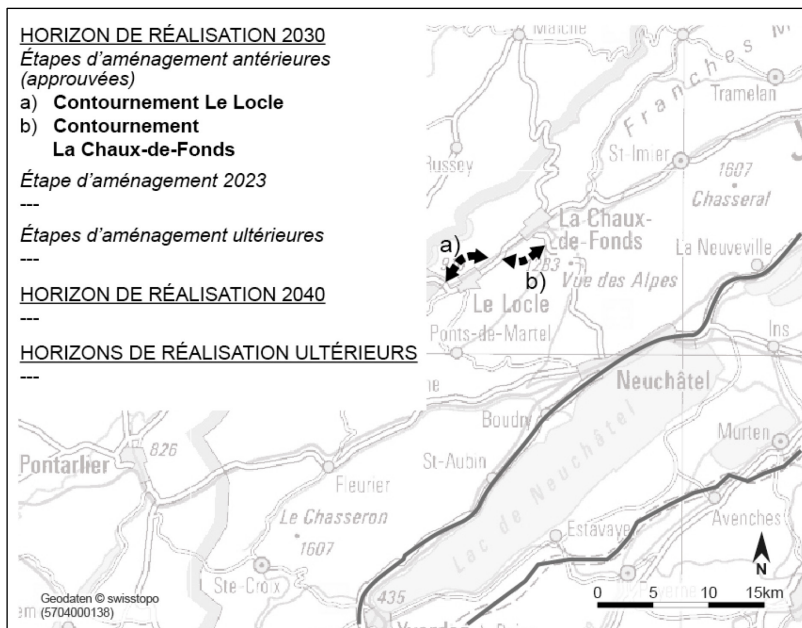 HORIZON DE RÉALISATION 2030
Étapes d'aménagement antérieures
(approuvées)
a) Contournement Le Locle
b) Contournement
La Chaux-de-Fonds
Étape d'aménagement 2023
---
Étapes d'aménagement ultérieures
---
HORIZON DE RÉALISATION 2040
---
HORIZONS DE RÉALISATION ULTÉRIEURS
---
Maîche
Franches M
Tramelan
Russey
St-Imier
1607
Chasseral
La Chaux-
de-Fonds
a)
b)
1283
La Neuveville
Vue des Alpes
Le Locle
Ponts-de-Martel
Ins
Neuchâtel
Boudry
Murten
Pontarlier
826
St-Aubin
Fleurier
Lac de Neuchâtel
Le Chasseron
1607
Avenches
Estavaye
Ste-Croix
435
N
Geodaten © swisstopo
(5704000138)
0 5 10 15km